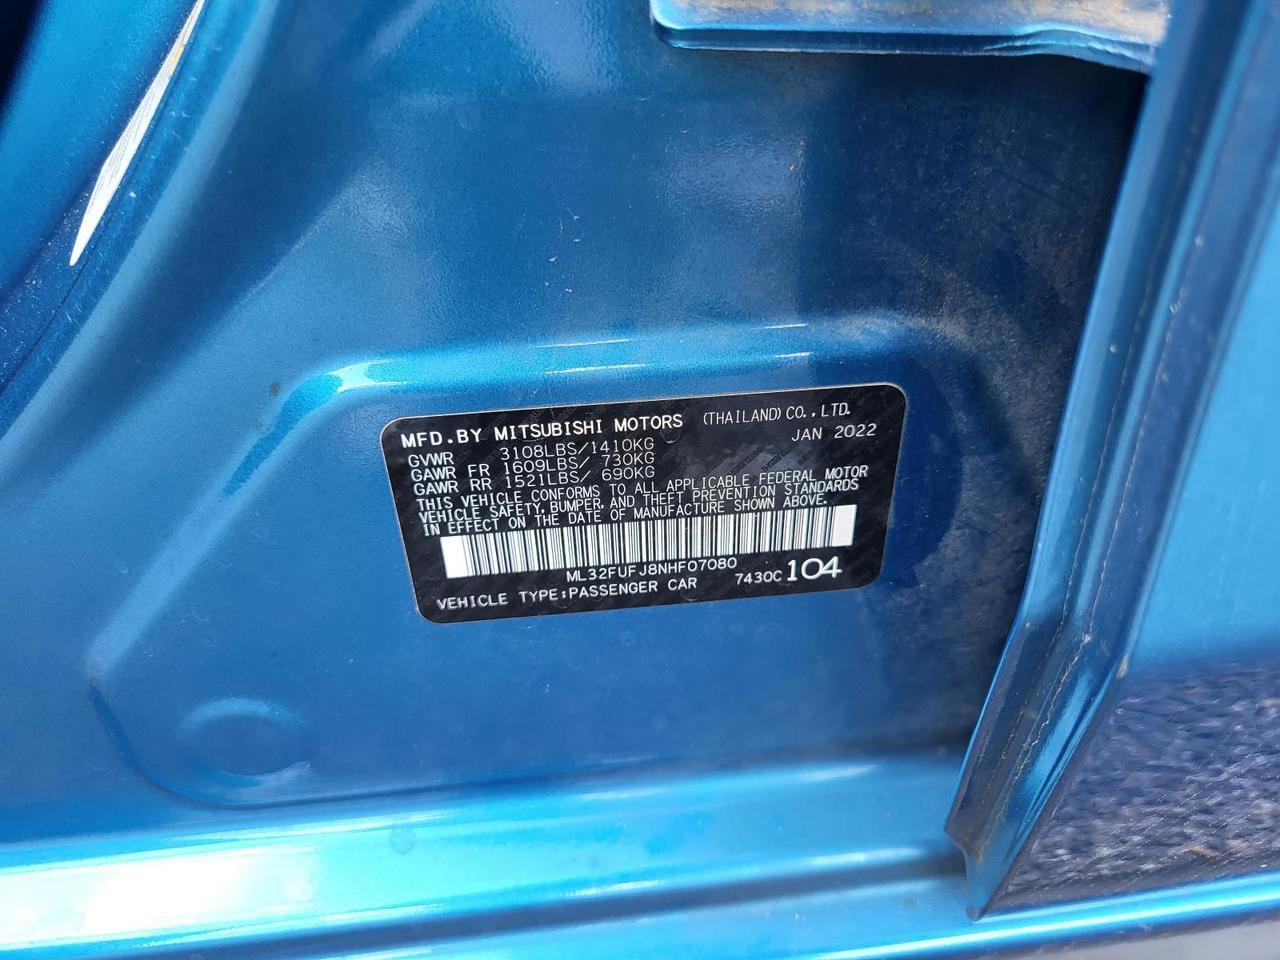 MFD.BY MITSUBISHI MOTORS (THAILAND)CO.,LTD.
JAN 2022
GVWR 3108LBS/1410KG
GAWR FR 1609LBS/ 730KG
GAWR RR 1521LBS/ 690KG
THIS VEHICLE CONFORMS TO ALL APPLICABLE FEDERAL MOTOR
VEHICLE SAFETY, BUMPER, AND THEFT PREVENTION STANDARDS
IN EFFECT ON THE DATE OF MANUFACTURE SHOWN ABOVE.
ML32FUFJ8NHF07080
VEHICLE TYPE:PASSENGER CAR 7430C104